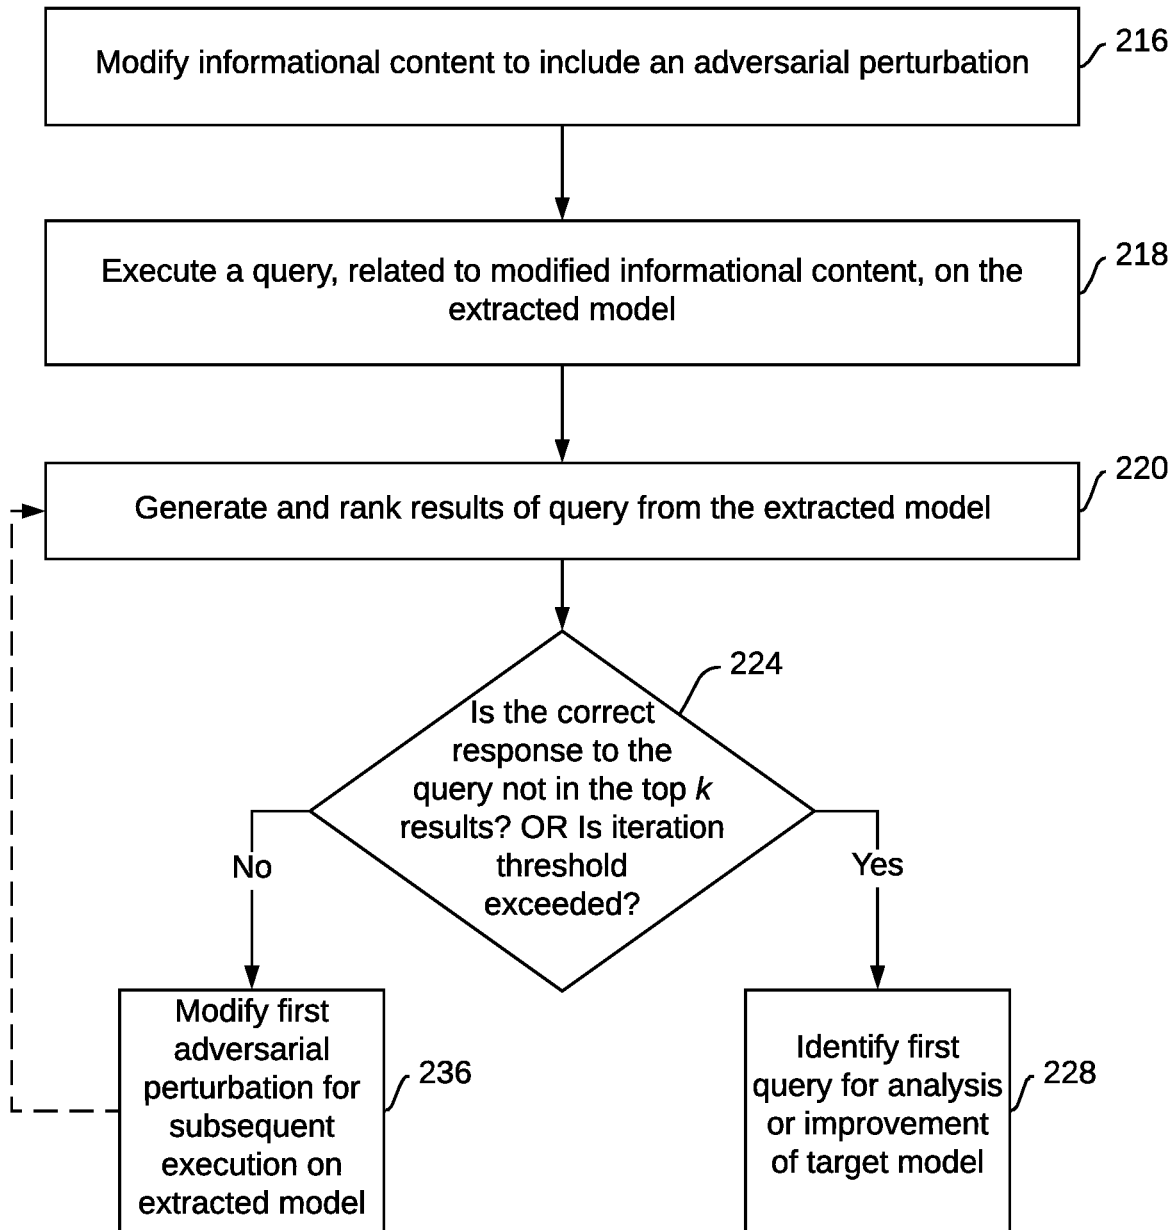 Modify informational content to include an adversarial perturbation
216
Execute a query, related to modified informational content, on the
extracted model
218
Generate and rank results of query from the extracted model
220
Is the correct
response to the
query not in the top k
results? OR Is iteration
threshold
exceeded?
224
No
Yes
Modify first
adversarial
perturbation for
subsequent
execution on
extracted model
236
Identify first
query for analysis
or improvement
of target model
228